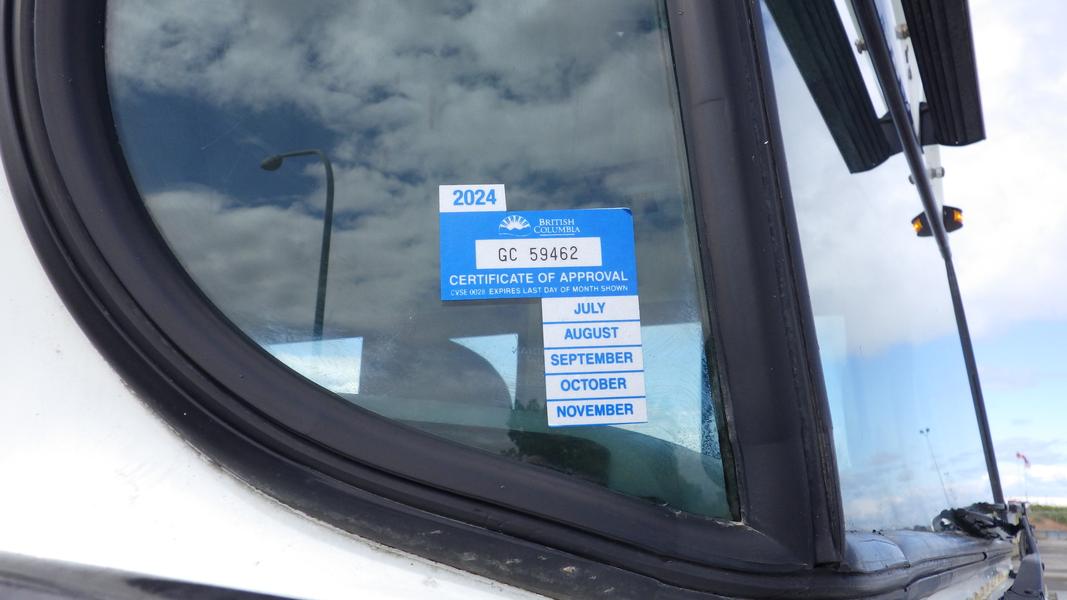 2024
BRITISH
COLUMBIA
GC 59462
CERTIFICATE OF APPROVAL
CVSE 0028 EXPIRES LAST DAY OF MONTH SHOWN
JULY
AUGUST
SEPTEMBER
OCTOBER
NOVEMBER